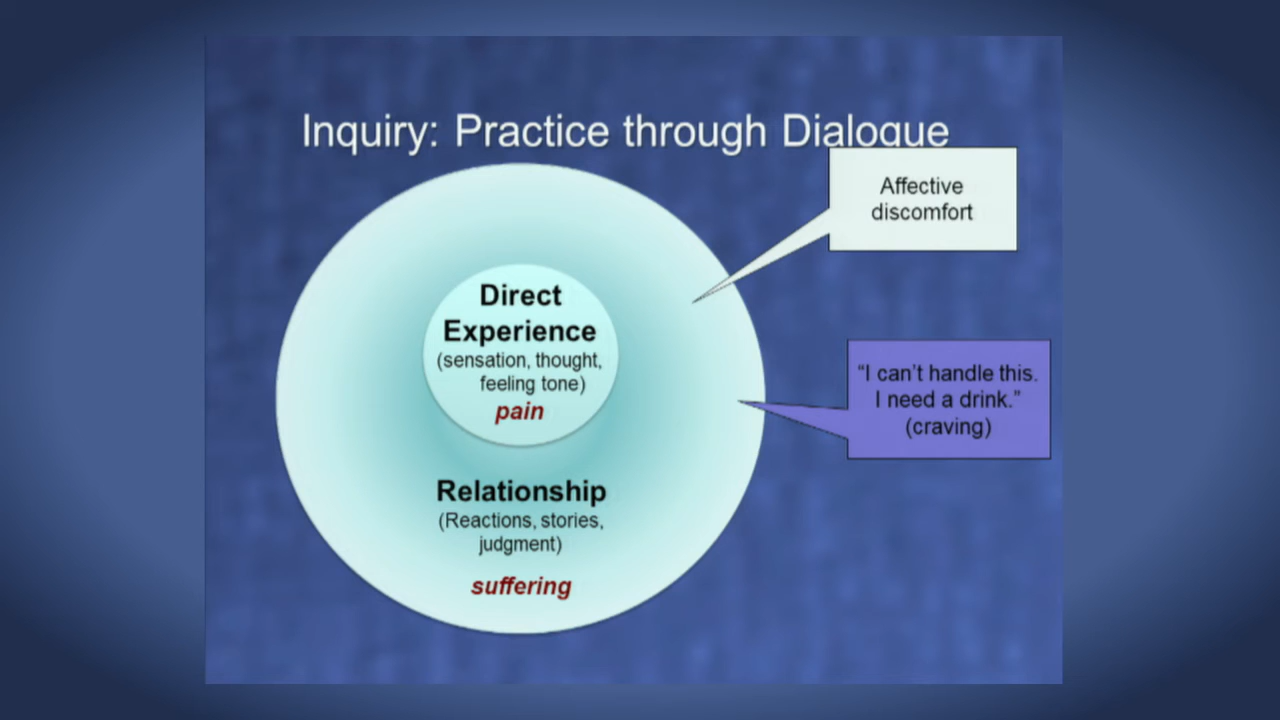 Inquiry: Practice through Dialogue
Affective
discomfort
Direct
Experience
(sensation, thought,
feeling tone)
pain
“I can’t handle this.
I need a drink.”
(craving)
Relationship
(Reactions, stories,
judgment)
suffering